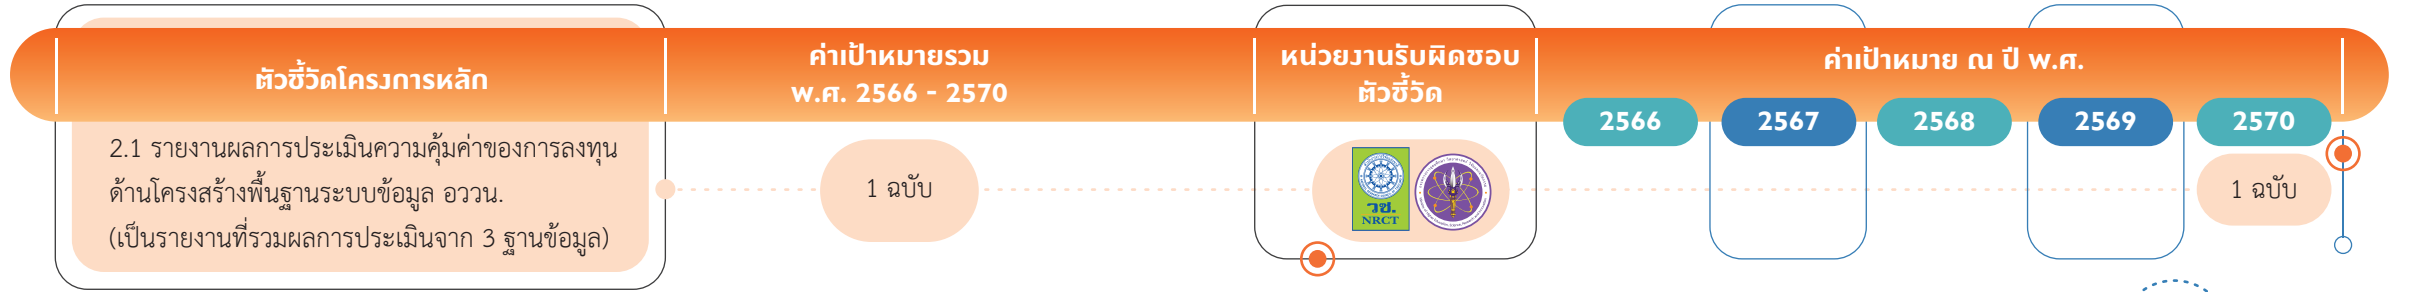 ตัวชี้วัดโครงการหลัก
ค่าเป้าหมายรวม
พ.ศ. 2566 - 2570
หน่วยงานรับผิดชอบ
ตัวชี้วัด
ค่าเป้าหมาย ณ ปี พ.ศ.
2566 2567 2568 2569 2570
2.1 รายงานผลการประเมินความคุ้มค่าของการลงทุน
ด้านโครงสร้างพื้นฐานระบบข้อมูล อววน.
(เป็นรายงานที่รวมผลการประเมินจาก 3 ฐานข้อมูล)
1 ฉบับ
วช.
NRCT
1 ฉบับ